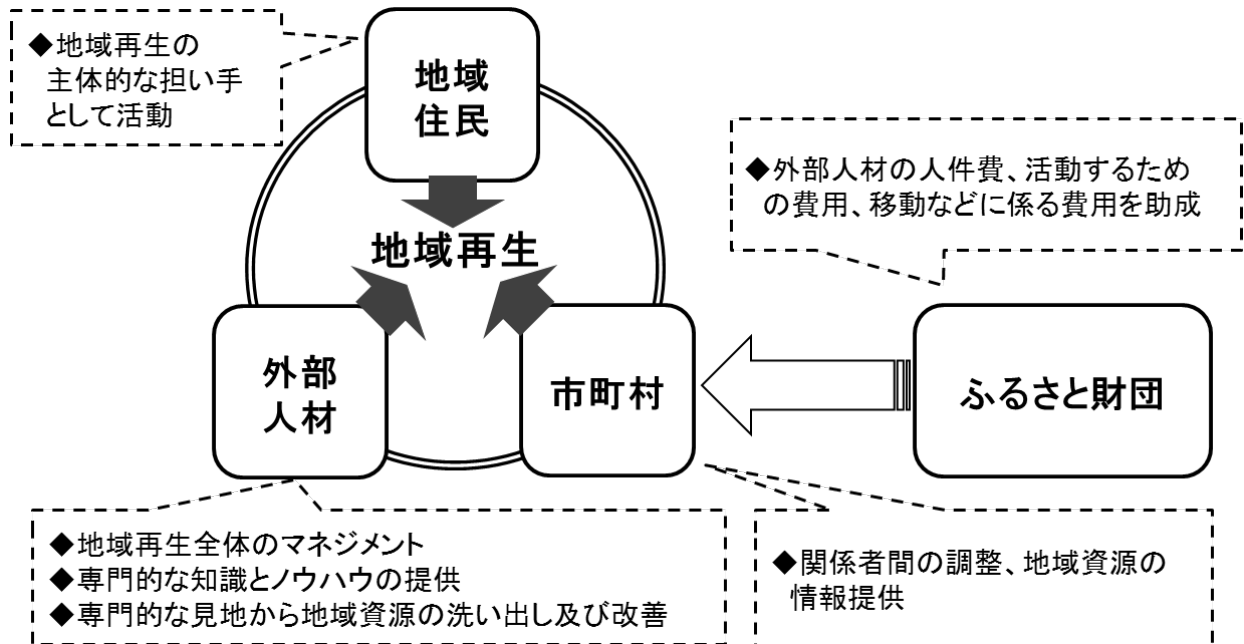 ◆地域再生の
主体的な担い手
として活動
地域
住民
◆外部人材の人件費、活動するため
の費用、移動などに係る費用を助成
地域再生
外部
人材
市町村
ふるさと財団
◆地域再生全体のマネジメント
◆専門的な知識とノウハウの提供
◆専門的な見地から地域資源の洗い出し及び改善
◆関係者間の調整、地域資源の
情報提供